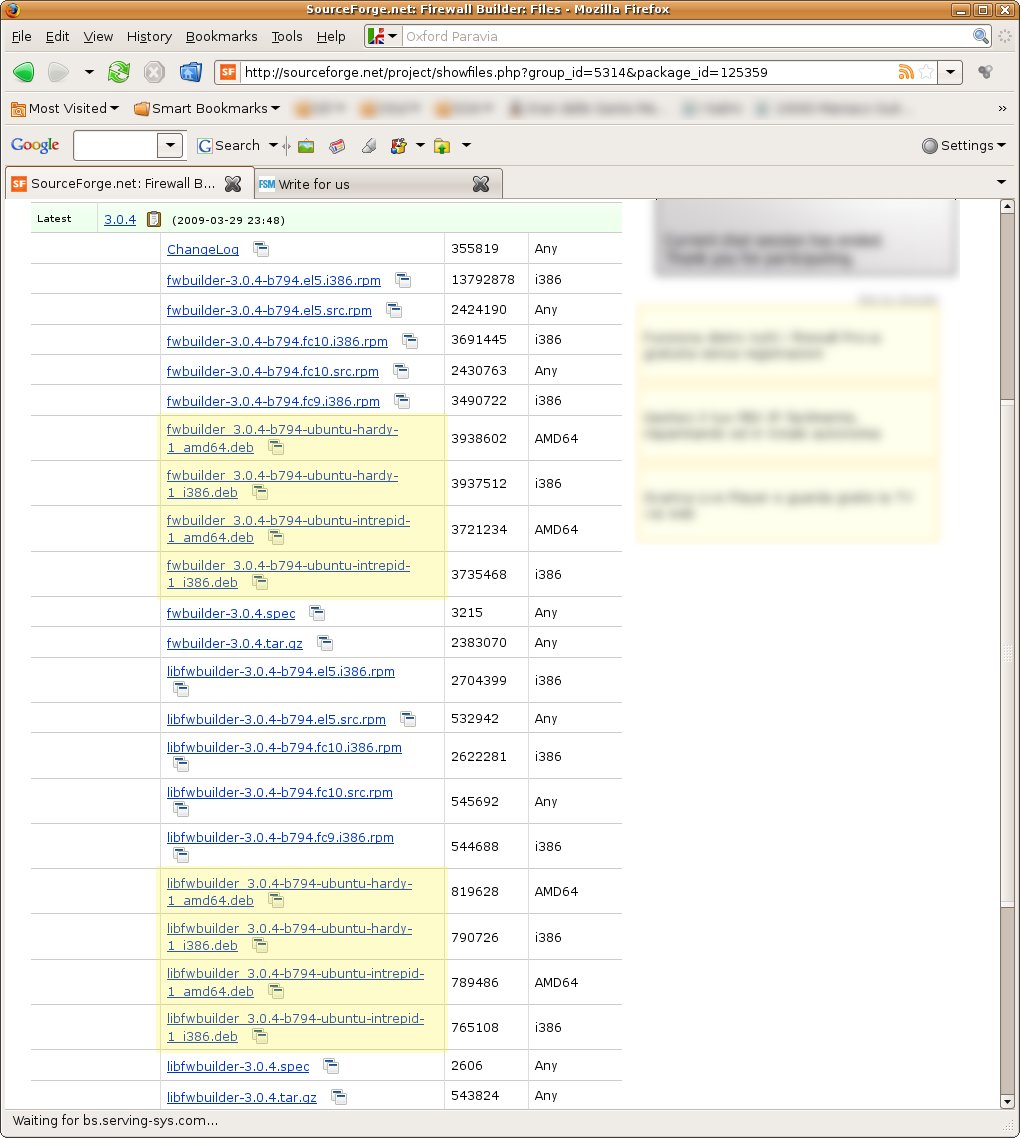 SourceForge.net: Firewall Builder: Files - Mozilla Firefox
File Edit View History Bookmarks Tools Help Oxford Paravia
SF http://sourceforge.net/project/showfiles.php?group_id=5314&package_id=125359
Most Visited Smart Bookmarks »
Google G Search Settings
SF SourceForge.net: Firewall B... FSM Write for us
Latest 3.0.4 (2009-03-29 23:48)
ChangeLog 355819 Any
fwbuilder-3.0.4-b794.el5.i386.rpm 13792878 i386
fwbuilder-3.0.4-b794.el5.src.rpm 2424190 Any
fwbuilder-3.0.4-b794.fc10.i386.rpm 3691445 i386
fwbuilder-3.0.4-b794.fc10.src.rpm 2430763 Any
fwbuilder-3.0.4-b794.fc9.i386.rpm 3490722 i386
fwbuilder_3.0.4-b794-ubuntu-hardy-
1_amd64.deb 3938602 AMD64
fwbuilder_3.0.4-b794-ubuntu-hardy-
1_i386.deb 3937512 i386
fwbuilder_3.0.4-b794-ubuntu-intrepid-
1_amd64.deb 3721234 AMD64
fwbuilder_3.0.4-b794-ubuntu-intrepid-
1_i386.deb 3735468 i386
fwbuilder-3.0.4.spec 3215 Any
fwbuilder-3.0.4.tar.gz 2383070 Any
libfwbuilder-3.0.4-b794.el5.i386.rpm 2704399 i386
libfwbuilder-3.0.4-b794.el5.src.rpm 532942 Any
libfwbuilder-3.0.4-b794.fc10.i386.rpm 2622281 i386
libfwbuilder-3.0.4-b794.fc10.src.rpm 545692 Any
libfwbuilder-3.0.4-b794.fc9.i386.rpm 544688 i386
libfwbuilder_3.0.4-b794-ubuntu-hardy-
1_amd64.deb 819628 AMD64
libfwbuilder_3.0.4-b794-ubuntu-hardy-
1_i386.deb 790726 i386
libfwbuilder_3.0.4-b794-ubuntu-intrepid-
1_amd64.deb 789486 AMD64
libfwbuilder_3.0.4-b794-ubuntu-intrepid-
1_i386.deb 765108 i386
libfwbuilder-3.0.4.spec 2606 Any
libfwbuilder-3.0.4.tar.gz 543824 Any
Waiting for bs.serving-sys.com...